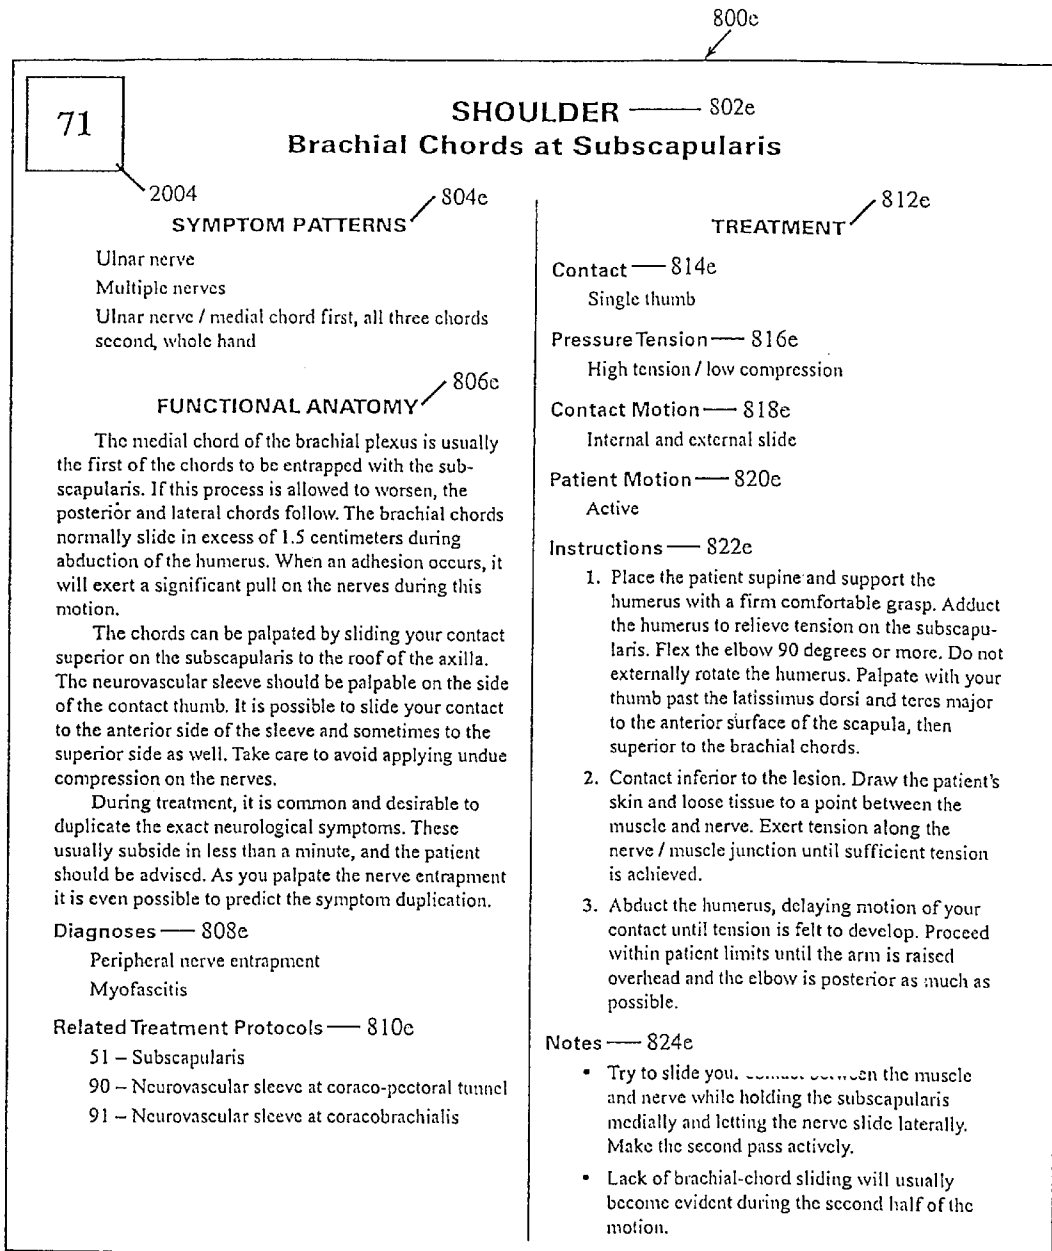 800e
71
SHOULDER 802e
Brachial Chords at Subscapularis
2004
804e
SYMPTOM PATTERNS
Ulnar nerve
Multiple nerves
Ulnar nerve / medial chord first, all three chords
second, whole hand
806e
FUNCTIONAL ANATOMY
The medial chord of the brachial plexus is usually
the first of the chords to be entrapped with the sub-
scapularis. If this process is allowed to worsen, the
posterior and lateral chords follow. The brachial chords
normally slide in excess of 1.5 centimeters during
abduction of the humerus. When an adhesion occurs, it
will exert a significant pull on the nerves during this
motion.
The chords can be palpated by sliding your contact
superior on the subscapularis to the roof of the axilla.
The neurovascular sleeve should be palpable on the side
of the contact thumb. It is possible to slide your contact
to the anterior side of the sleeve and sometimes to the
superior side as well. Take care to avoid applying undue
compression on the nerves.
During treatment, it is common and desirable to
duplicate the exact neurological symptoms. These
usually subside in less than a minute, and the patient
should be advised. As you palpate the nerve entrapment
it is even possible to predict the symptom duplication.
Diagnoses 808e
Peripheral nerve entrapment
Myofascitis
Related Treatment Protocols 810e
51 – Subscapularis
90 – Neurovascular sleeve at coraco-pectoral tunnel
91 – Neurovascular sleeve at coracobrachialis
812e
TREATMENT
Contact 814e
Single thumb
Pressure Tension 816e
High tension / low compression
Contact Motion 818e
Internal and external slide
Patient Motion 820e
Active
Instructions 822e
1. Place the patient supine and support the
humerus with a firm comfortable grasp. Adduct
the humerus to relieve tension on the subscapu-
laris. Flex the elbow 90 degrees or more. Do not
externally rotate the humerus. Palpate with your
thumb past the latissimus dorsi and teres major
to the anterior surface of the scapula, then
superior to the brachial chords.
2. Contact inferior to the lesion. Draw the patient's
skin and loose tissue to a point between the
muscle and nerve. Exert tension along the
nerve / muscle junction until sufficient tension
is achieved.
3. Abduct the humerus, delaying motion of your
contact until tension is felt to develop. Proceed
within patient limits until the arm is raised
overhead and the elbow is posterior as much as
possible.
Notes 824e
• Try to slide the muscle
and nerve while holding the subscapularis
medially and letting the nerve slide laterally.
Make the second pass actively.
• Lack of brachial-chord sliding will usually
become evident during the second half of the
motion.